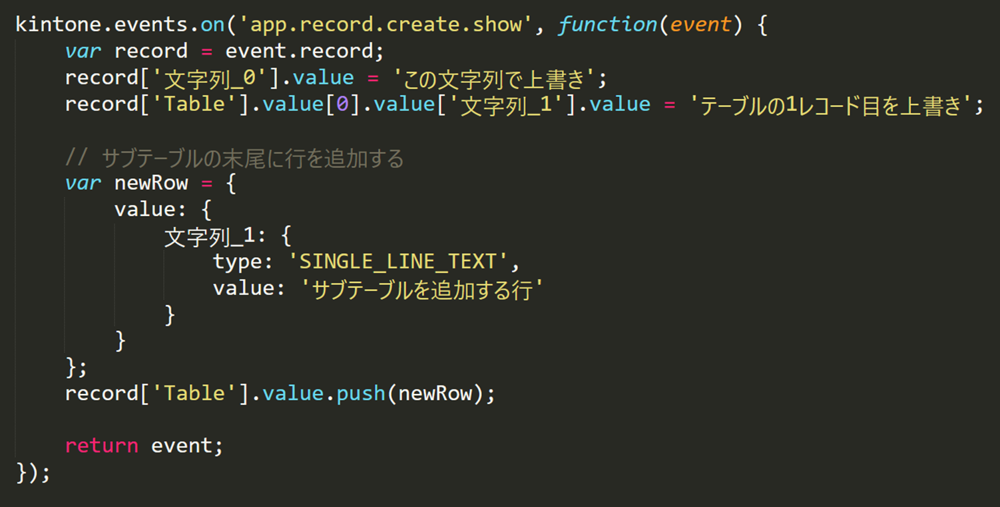 kintone.events.on('app.record.create.show', function(event) {
    var record = event.record;
    record['文字列_0'].value = 'この文字列で上書き';
    record['Table'].value[0].value['文字列_1'].value = 'テーブルの1レコード目を上書き';

    // サブテーブルの末尾に行を追加する
    var newRow = {
        value: {
            文字列_1: {
                type: 'SINGLE_LINE_TEXT',
                value: 'サブテーブルを追加する行'
            }
        }
    };
    record['Table'].value.push(newRow);

    return event;
});